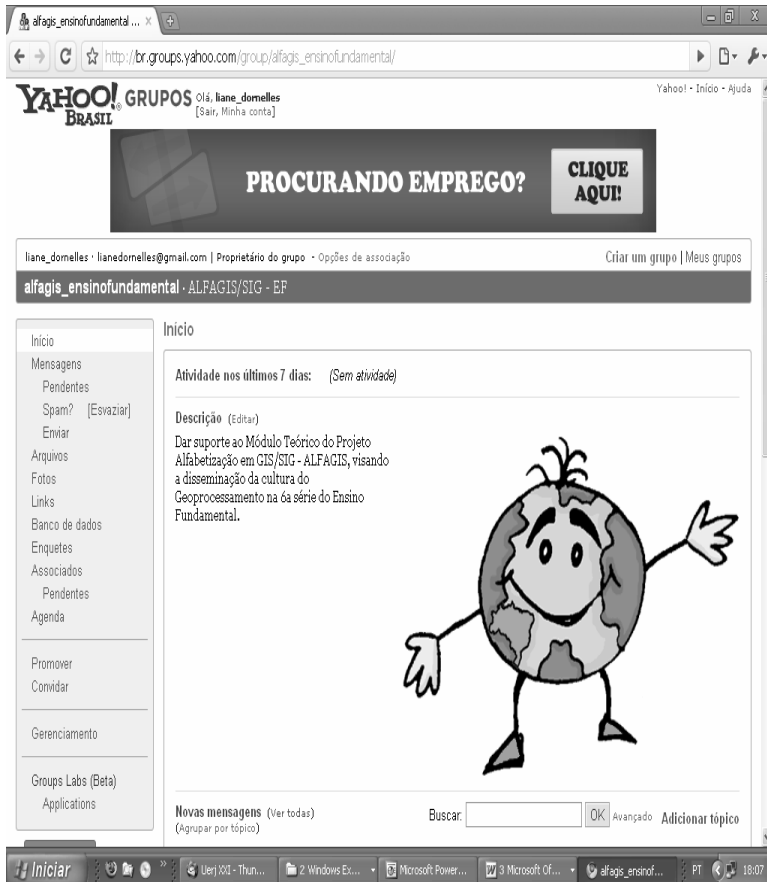 alfagis_ensinofundamental ...
http://br.groups.yahoo.com/group/alfagis_ensinofundamental/
YAHOO! GRUPOS Olá, liane_dornelles
BRASIL [Sair, Minha conta]
Yahoo! - Início - Ajuda
PROCURANDO EMPREGO? CLIQUE AQUI!
liane_dornelles · lianedornelles@gmail.com | Proprietário do grupo - Opções de associação Criar um grupo | Meus grupos
alfagis_ensinofundamental · ALFAGIS/SIG - EF
Início
Mensagens
Pendentes
Spam? [Esvaziar]
Enviar
Arquivos
Fotos
Links
Banco de dados
Enquetes
Associados
Pendentes
Agenda
Promover
Convidar
Gerenciamento
Groups Labs (Beta)
Applications
Início
Atividade nos últimos 7 dias: (Sem atividade)
Descrição (Editar)
Dar suporte ao Módulo Teórico do Projeto
Alfabetização em GIS/SIG - ALFAGIS, visando
a disseminação da cultura do
Geoprocessamento na 6a série do Ensino
Fundamental.
Novas mensagens (Ver todas) Buscar: OK Avançado Adicionar tópico
(Agrupar por tópico)
Iniciar » Uerj XXI - Thun... 2 Windows Ex... Microsoft Power... 3 Microsoft Of... alfagis_ensinof... PT 18:07